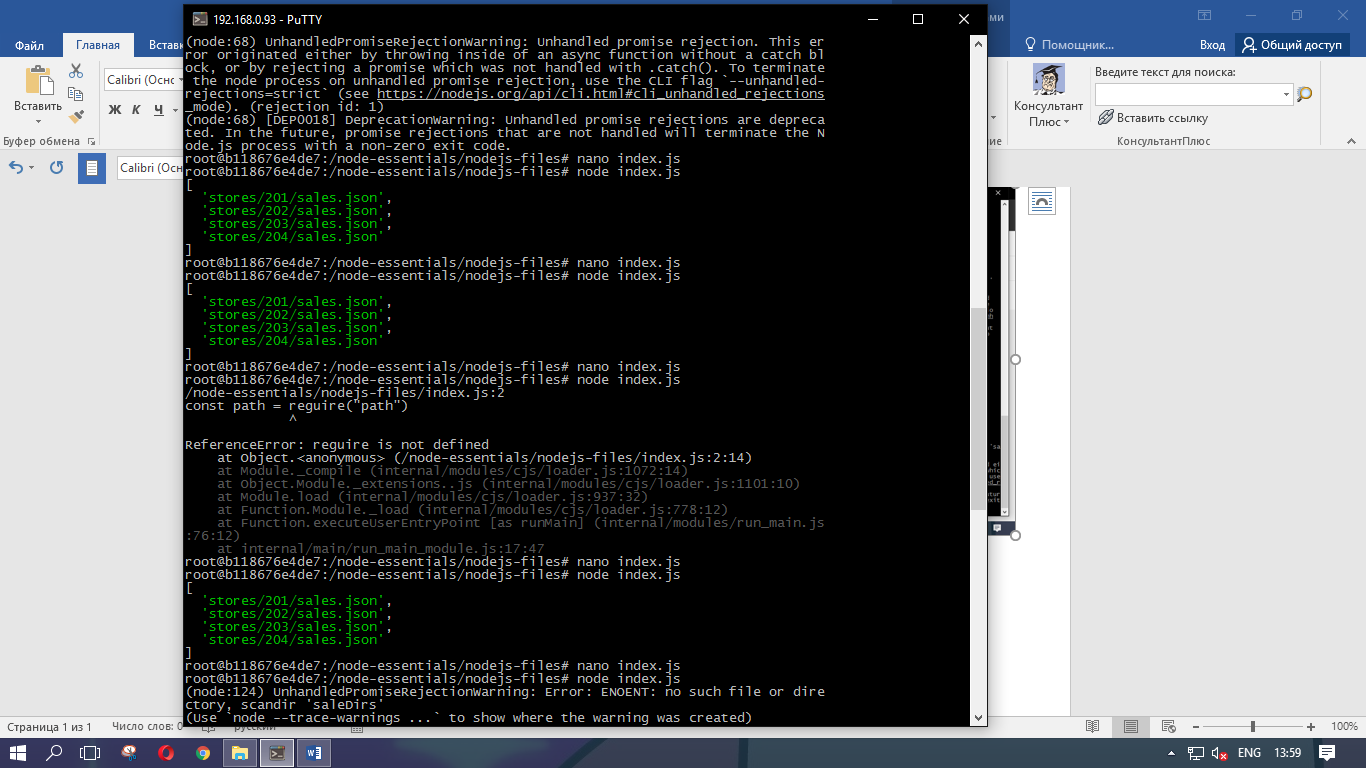 192.168.0.93 - PuTTY
ами
Файл
Главная
Встав
Помощник...
Вход
Общий доступ
Вставить
Буфер обмена
Calibri (Осно
Ж К Ч
Введите текст для поиска:
Консультант
Плюс
Вставить ссылку
ние
КонсультантПлюс
Calibri (Осн
(node:68) UnhandledPromiseRejectionWarning: Unhandled promise rejection. This er
ror originated either by throwing inside of an async function without a catch bl
ock, or by rejecting a promise which was not handled with .catch(). To terminate
 the node process on unhandled promise rejection, use the CLI flag `--unhandled-
rejections=strict` (see https://nodejs.org/api/cli.html#cli_unhandled_rejections
_mode). (rejection id: 1)
(node:68) [DEP0018] DeprecationWarning: Unhandled promise rejections are depreca
ted. In the future, promise rejections that are not handled will terminate the N
ode.js process with a non-zero exit code.
root@b118676e4de7:/node-essentials/nodejs-files# nano index.js
root@b118676e4de7:/node-essentials/nodejs-files# node index.js
[
  'stores/201/sales.json',
  'stores/202/sales.json',
  'stores/203/sales.json',
  'stores/204/sales.json'
]
root@b118676e4de7:/node-essentials/nodejs-files# nano index.js
root@b118676e4de7:/node-essentials/nodejs-files# node index.js
[
  'stores/201/sales.json',
  'stores/202/sales.json',
  'stores/203/sales.json',
  'stores/204/sales.json'
]
root@b118676e4de7:/node-essentials/nodejs-files# nano index.js
root@b118676e4de7:/node-essentials/nodejs-files# node index.js
/node-essentials/nodejs-files/index.js:2
const path = reguire("path")
             ^
ReferenceError: reguire is not defined
    at Object.<anonymous> (/node-essentials/nodejs-files/index.js:2:14)
    at Module._compile (internal/modules/cjs/loader.js:1072:14)
    at Object.Module._extensions..js (internal/modules/cjs/loader.js:1101:10)
    at Module.load (internal/modules/cjs/loader.js:937:32)
    at Function.Module._load (internal/modules/cjs/loader.js:778:12)
    at Function.executeUserEntryPoint [as runMain] (internal/modules/run_main.js
:76:12)
    at internal/main/run_main_module.js:17:47
root@b118676e4de7:/node-essentials/nodejs-files# nano index.js
root@b118676e4de7:/node-essentials/nodejs-files# node index.js
[
  'stores/201/sales.json',
  'stores/202/sales.json',
  'stores/203/sales.json',
  'stores/204/sales.json'
]
root@b118676e4de7:/node-essentials/nodejs-files# nano index.js
root@b118676e4de7:/node-essentials/nodejs-files# node index.js
(node:124) UnhandledPromiseRejectionWarning: Error: ENOENT: no such file or dire
ctory, scandir 'saleDirs'
(Use `node --trace-warnings ...` to show where the warning was created)
Страница 1 из 1
Число слов: 0
русский
100%
ENG
13:59